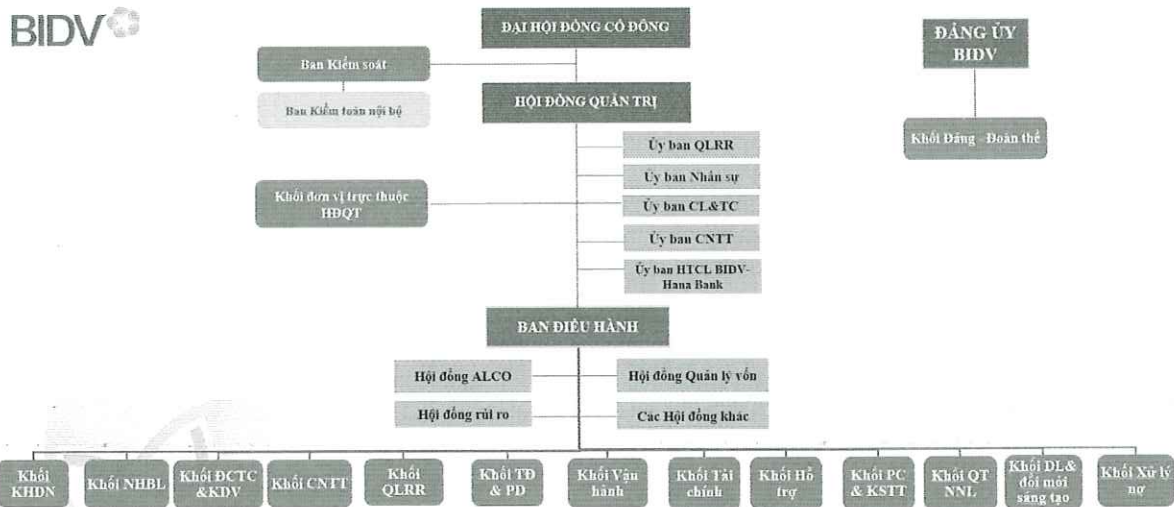 BIDV
ĐẠI HỘI ĐỒNG CỔ ĐÔNG
ĐẢNG ỦY
BIDV
Ban Kiểm soát
Ban Kiểm toán nội bộ
HỘI ĐỒNG QUẢN TRỊ
Khối Đảng - Đoàn thể
Ủy ban QLRR
Ủy ban Nhân sự
Khối đơn vị trực thuộc
HĐQT
Ủy ban CL&TC
Ủy ban CNTT
Ủy ban HTCL BIDV-
Hana Bank
BAN ĐIỀU HÀNH
Hội đồng ALCO
Hội đồng Quản lý vốn
Hội đồng rủi ro
Các Hội đồng khác
Khối
KHDN
Khối NHBL
Khối ĐCTC
&KDV
Khối CNTT
Khối
QLRR
Khối TĐ
& PD
Khối Vận
hành
Khối Tài
chính
Khối Hỗ
trợ
Khối PC
& KSTT
Khối QT
NNL
Khối DL&
đổi mới
sáng tạo
Khối Xử lý
nợ